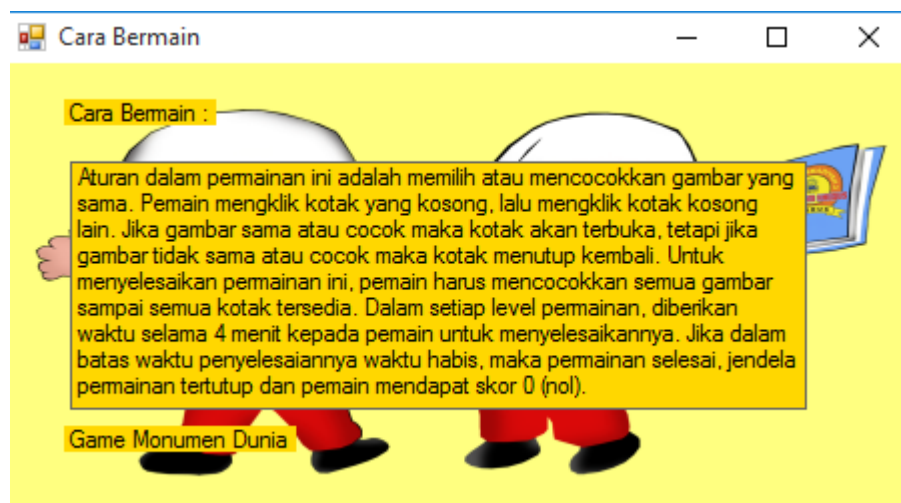 Cara Bermain
Cara Bermain :
Aturan dalam permainan ini adalah memilih atau mencocokkan gambar yang
sama. Pemain mengklik kotak yang kosong, lalu mengklik kotak kosong
lain. Jika gambar sama atau cocok maka kotak akan terbuka, tetapi jika
gambar tidak sama atau cocok maka kotak menutup kembali. Untuk
menyelesaikan permainan ini, pemain harus mencocokkan semua gambar
sampai semua kotak tersedia. Dalam setiap level permainan, diberikan
waktu selama 4 menit kepada pemain untuk menyelesaikannya. Jika dalam
batas waktu penyelesaiannya waktu habis, maka permainan selesai, jendela
permainan tertutup dan pemain mendapat skor 0 (nol).
Game Monumen Dunia